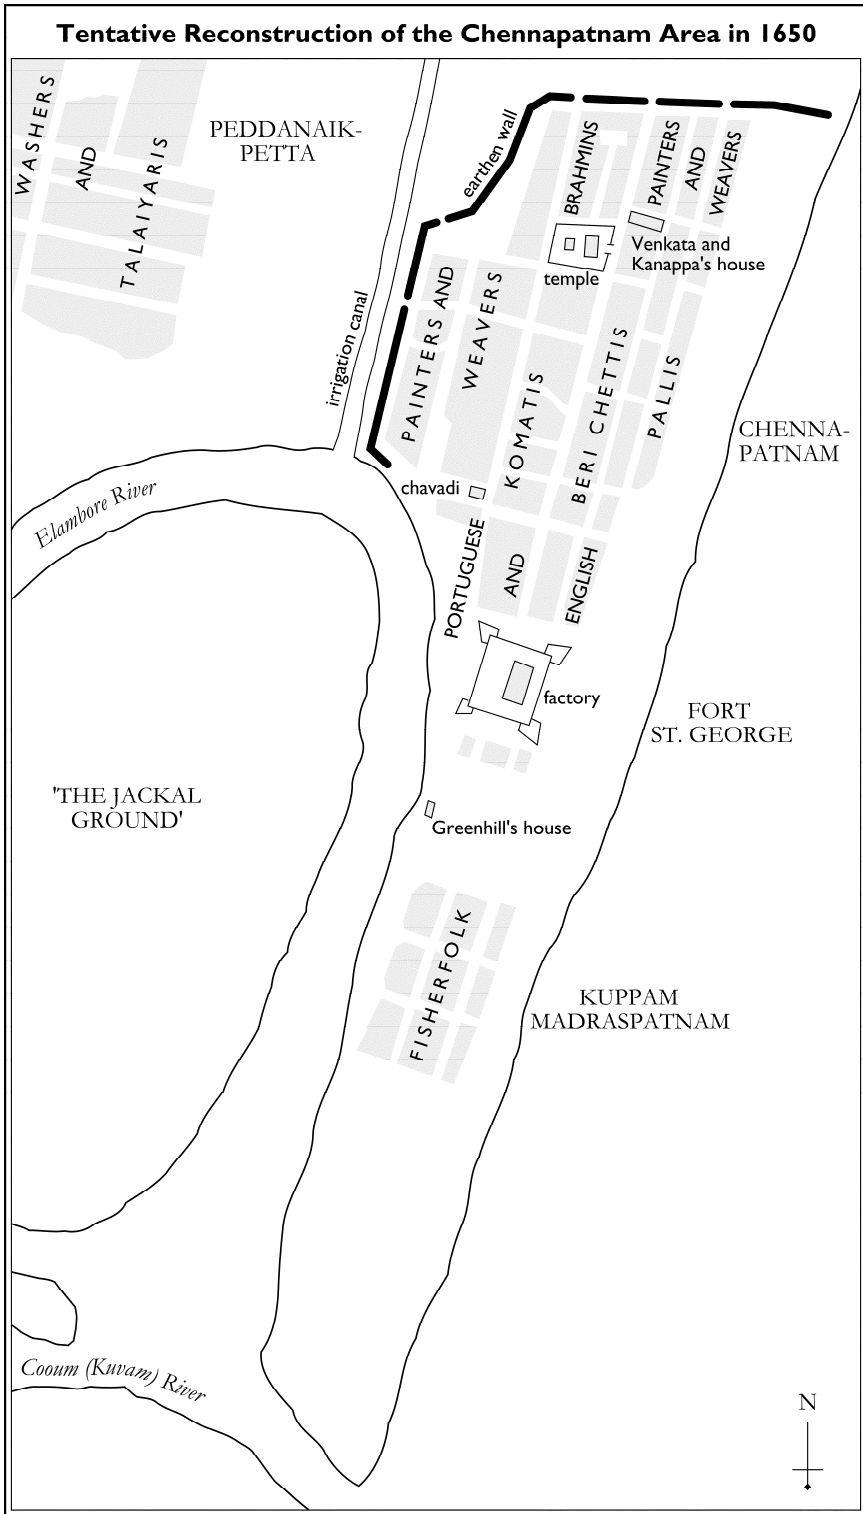 Tentative Reconstruction of the Chennapatnam Area in 1650
WASHERS
AND
TALAIYARIS
PEDDANAIK-
PETTA
earthen wall
BRAHMINS
PAINTERS
AND
WEAVERS
Venkata and
Kanappa's house
temple
irrigation canal
PAINTERS AND
WEAVERS
KOMATIS
BERI CHETTIS
PALLIS
CHENNA-
PATNAM
chavadi
Elambore River
PORTUGUESE
AND
ENGLISH
factory
FORT
ST. GEORGE
'THE JACKAL
GROUND'
Greenhill's house
FISHERFOLK
KUPPAM
MADRASPATNAM
Cooum (Kuvam) River
N